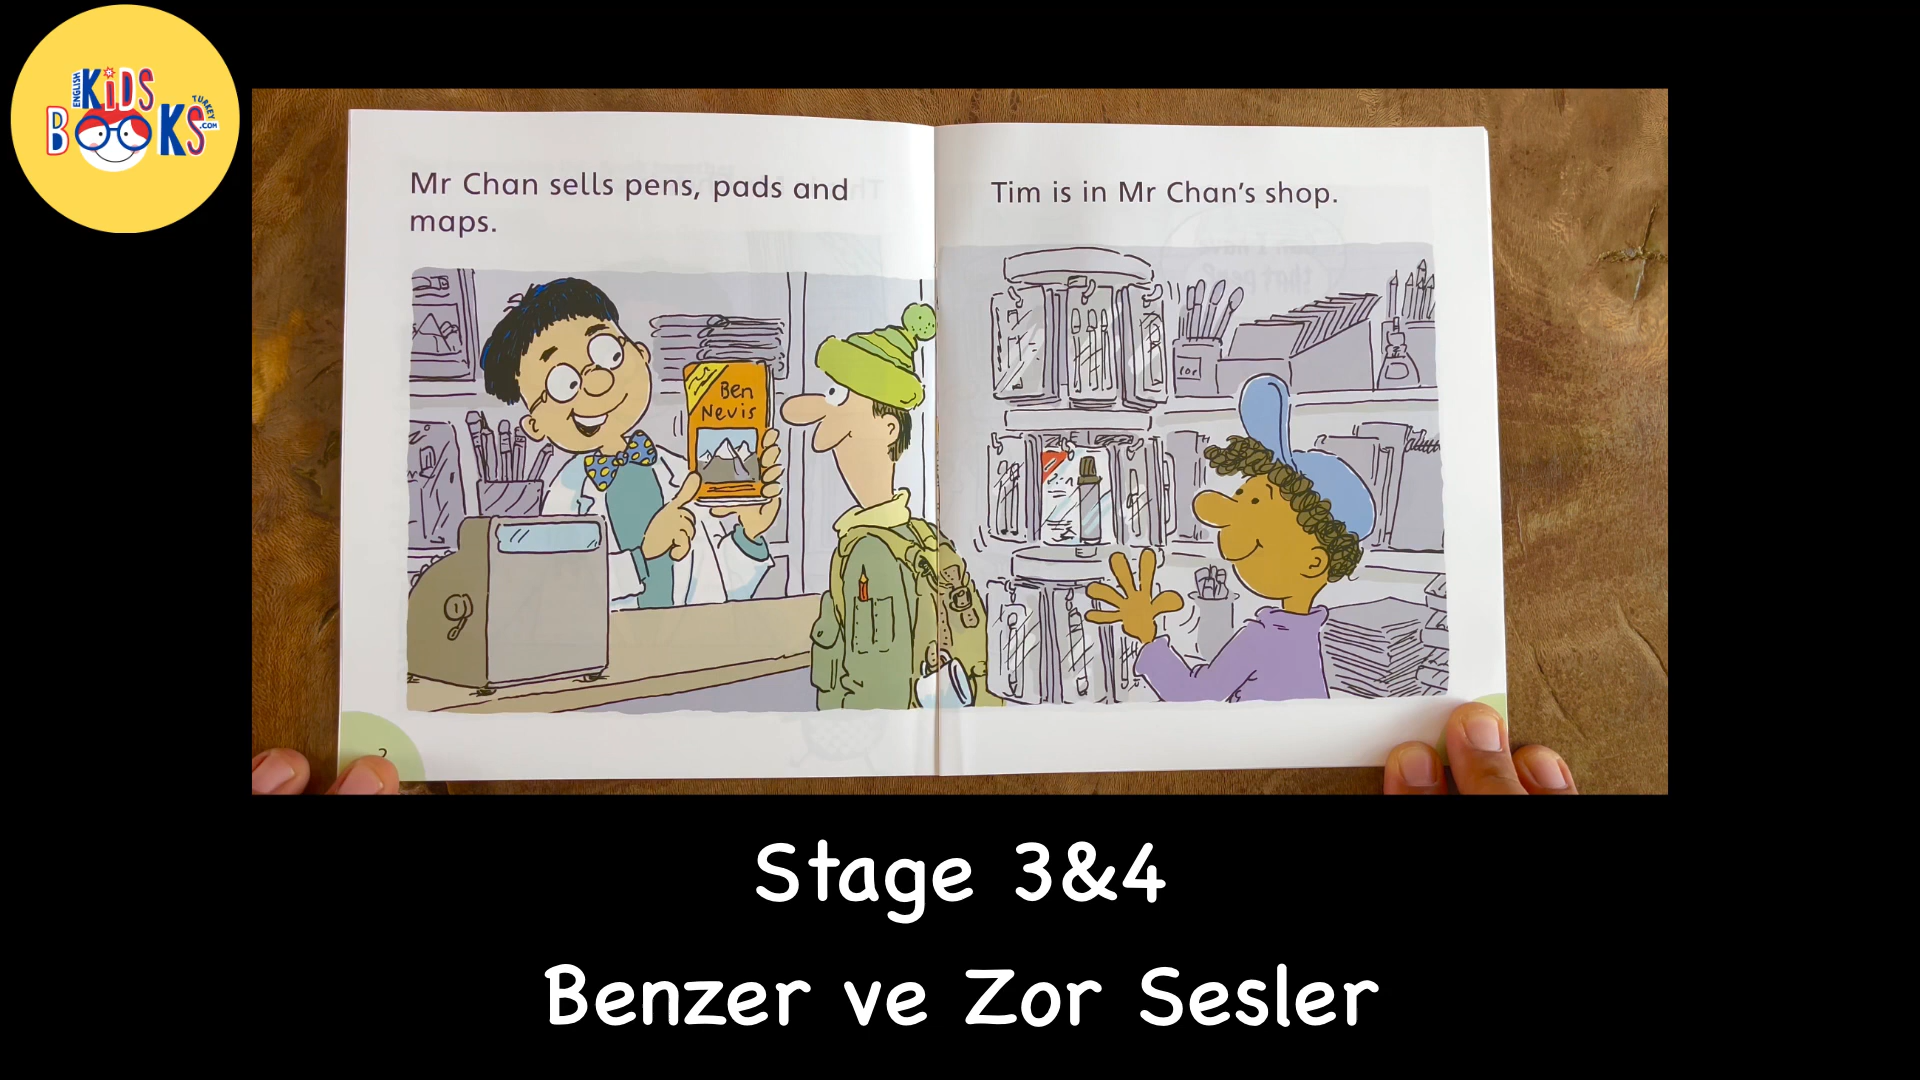 ENGLISH
KiDS
BOOKS
TURKEY
.COM
Mr Chan sells pens, pads and
maps.
Tim is in Mr Chan's shop.
Ben
Nevis
2
Stage 3&4
Benzer ve Zor Sesler